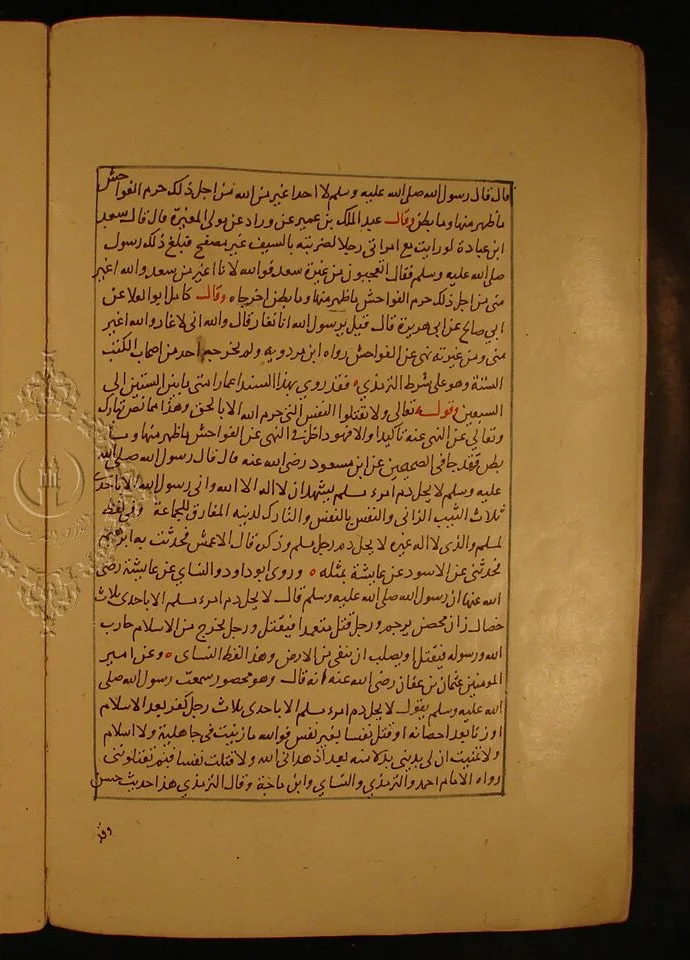 قال قال رسول الله صلى الله عليه وسلم لا احد اغير من الله من اجل ذلك حرم الفواحش
ما ظهر منها وما بطن وقال عبد الملك بن عمير عن وراد عن مولى المغيرة قال قال سعد
ابن عبادة لو رايت مع امراتي رجلا لضربته بالسيف غير مصفح فبلغ ذلك رسول
صلى الله عليه وسلم فقال اتعجبون من غيرة سعد فوالله لانا اغير من سعد والله اغير
مني من اجل ذلك حرم الفواحش ما ظهر منها وما بطن اخرجاه وقال كامل ابو العلا عن
ابي صالح عن ابي هريرة قال قيل يرسول الله انا نغار قال والله اني لاغار والله اغير
مني ومن غيرته نهى عن الفواحش رواه ابن مردويه ولم يخرجه احد من اصحاب الكتب
الستة وهو على شرط الترمذي فقد روي بهذا السند اعمار امتي ما بين الستين الى
السبعين وقوله تعالى ولا تقتلوا النفس التي حرم الله الا بالحق وهذا مما نص تبارك
وتعالى عن النهي عنه تاكيدا والا فهو داخل في النهي عن الفواحش ما ظهر منها وما
بطن فقد جا في الصحيحين عن ابن مسعود رضي الله عنه قال قال رسول الله صلى الله
عليه وسلم لا يحل دم امرء مسلم يشهد ان لا اله الا الله واني رسول الله الا باحدى
ثلاث الثيب الزاني والنفس بالنفس والتارك لدينه المفارق للجماعة وفي لفظ
لمسلم والذي لا اله غيره لا يحل دم رجل مسلم وذكره قال الاعمش فحدثت به ابرهيم
فحدثني عن الاسود عن عايشة بمثله وروى ابو داود والنساي عن عايشة رضي
الله عنها ان رسول الله صلى الله عليه وسلم قال لا يحل دم امرء مسلم الا باحدى ثلاث
خصال زان محصن يرجم ورجل قتل متعمدا فيقتل ورجل يخرج من الاسلام حارب
الله ورسوله فيقتل او يصلب او ينفى من الارض وهذا لفظ النساي وعن امير
المومنين عثمان بن عفان رضي الله عنه انه قال وهو محصور سمعت رسول الله صلى
الله عليه وسلم يقول لا يحل دم امرء مسلم الا باحدى ثلاث رجل كفر بعد الاسلام
او زنا بعد احصانه او قتل نفسا بغير نفس فوالله ما زنيت في جاهلية ولا اسلام
ولا تمنيت ان لي بديني بدلا منه بعد اذ هداني الله ولا قتلت نفسا فبم تقتلونني
رواه الامام احمد والترمذي والنساي وابن ماجة وقال الترمذي هذا حديث حسن
وقد